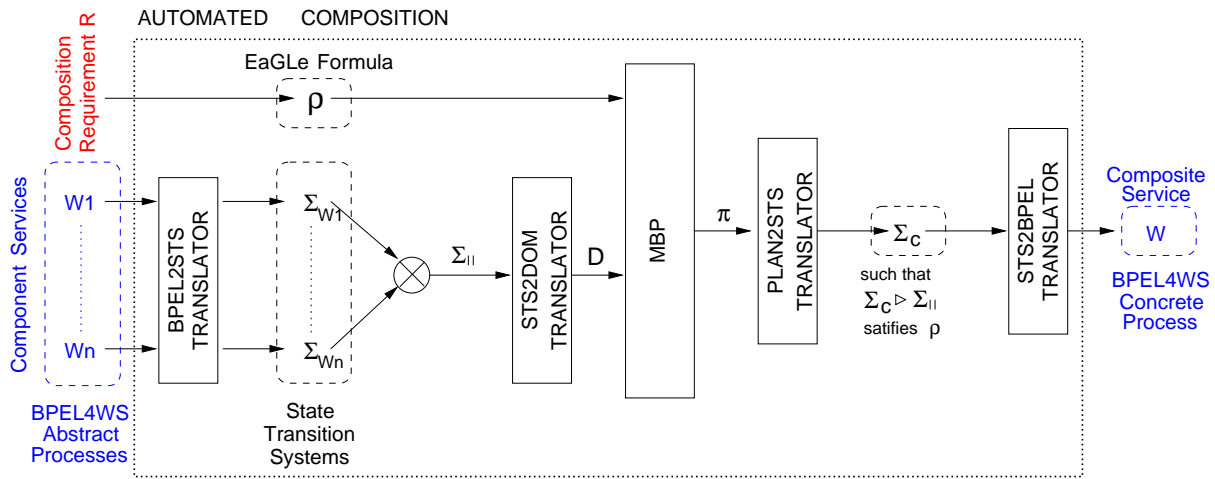 AUTOMATED COMPOSITION
Composition
Requirement R
EaGLe Formula
ρ
Component Services
W1
Wn
BPEL4WS
Abstract
Processes
BPEL2STS
TRANSLATOR
Σ_W1
Σ_Wn
State
Transition
Systems
Σ_||
STS2DOM
TRANSLATOR
D
MBP
π
PLAN2STS
TRANSLATOR
Σ_C
such that
Σ_C ▷ Σ_||
satifies ρ
STS2BPEL
TRANSLATOR
Composite
Service
W
BPEL4WS
Concrete
Process